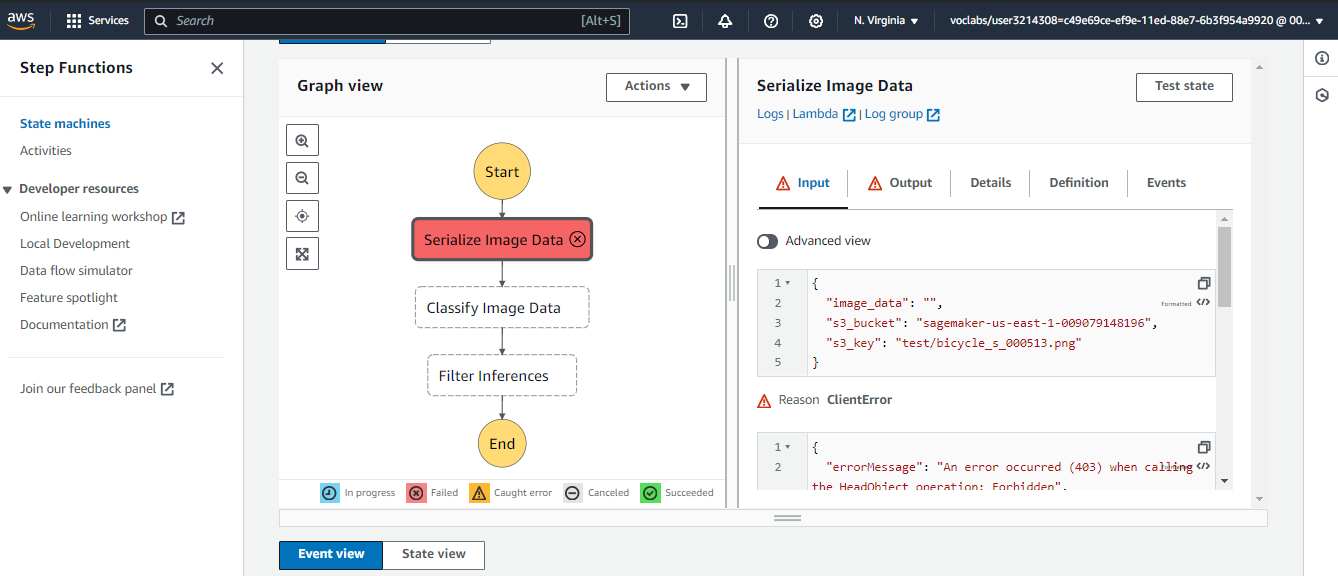 aws
Services
Search
[Alt+S]
N. Virginia
voclabs/user3214308=c49e69ce-ef9e-11ed-88e7-6b3f954a9920 @ 00...
Step Functions
State machines
Activities
Developer resources
Online learning workshop
Local Development
Data flow simulator
Feature spotlight
Documentation
Join our feedback panel
Graph view
Actions
Start
Serialize Image Data
Classify Image Data
Filter Inferences
End
In progress
Failed
Caught error
Canceled
Succeeded
Serialize Image Data
Test state
Logs | Lambda | Log group
Input
Output
Details
Definition
Events
Advanced view
1 {
2 "image_data": "",
Formatted
3 "s3_bucket": "sagemaker-us-east-1-009079148196",
4 "s3_key": "test/bicycle_s_000513.png"
5 }
Reason ClientError
1 {
2 "errorMessage": "An error occurred (403) when calling
the HeadObject operation: Forbidden",
Event view
State view